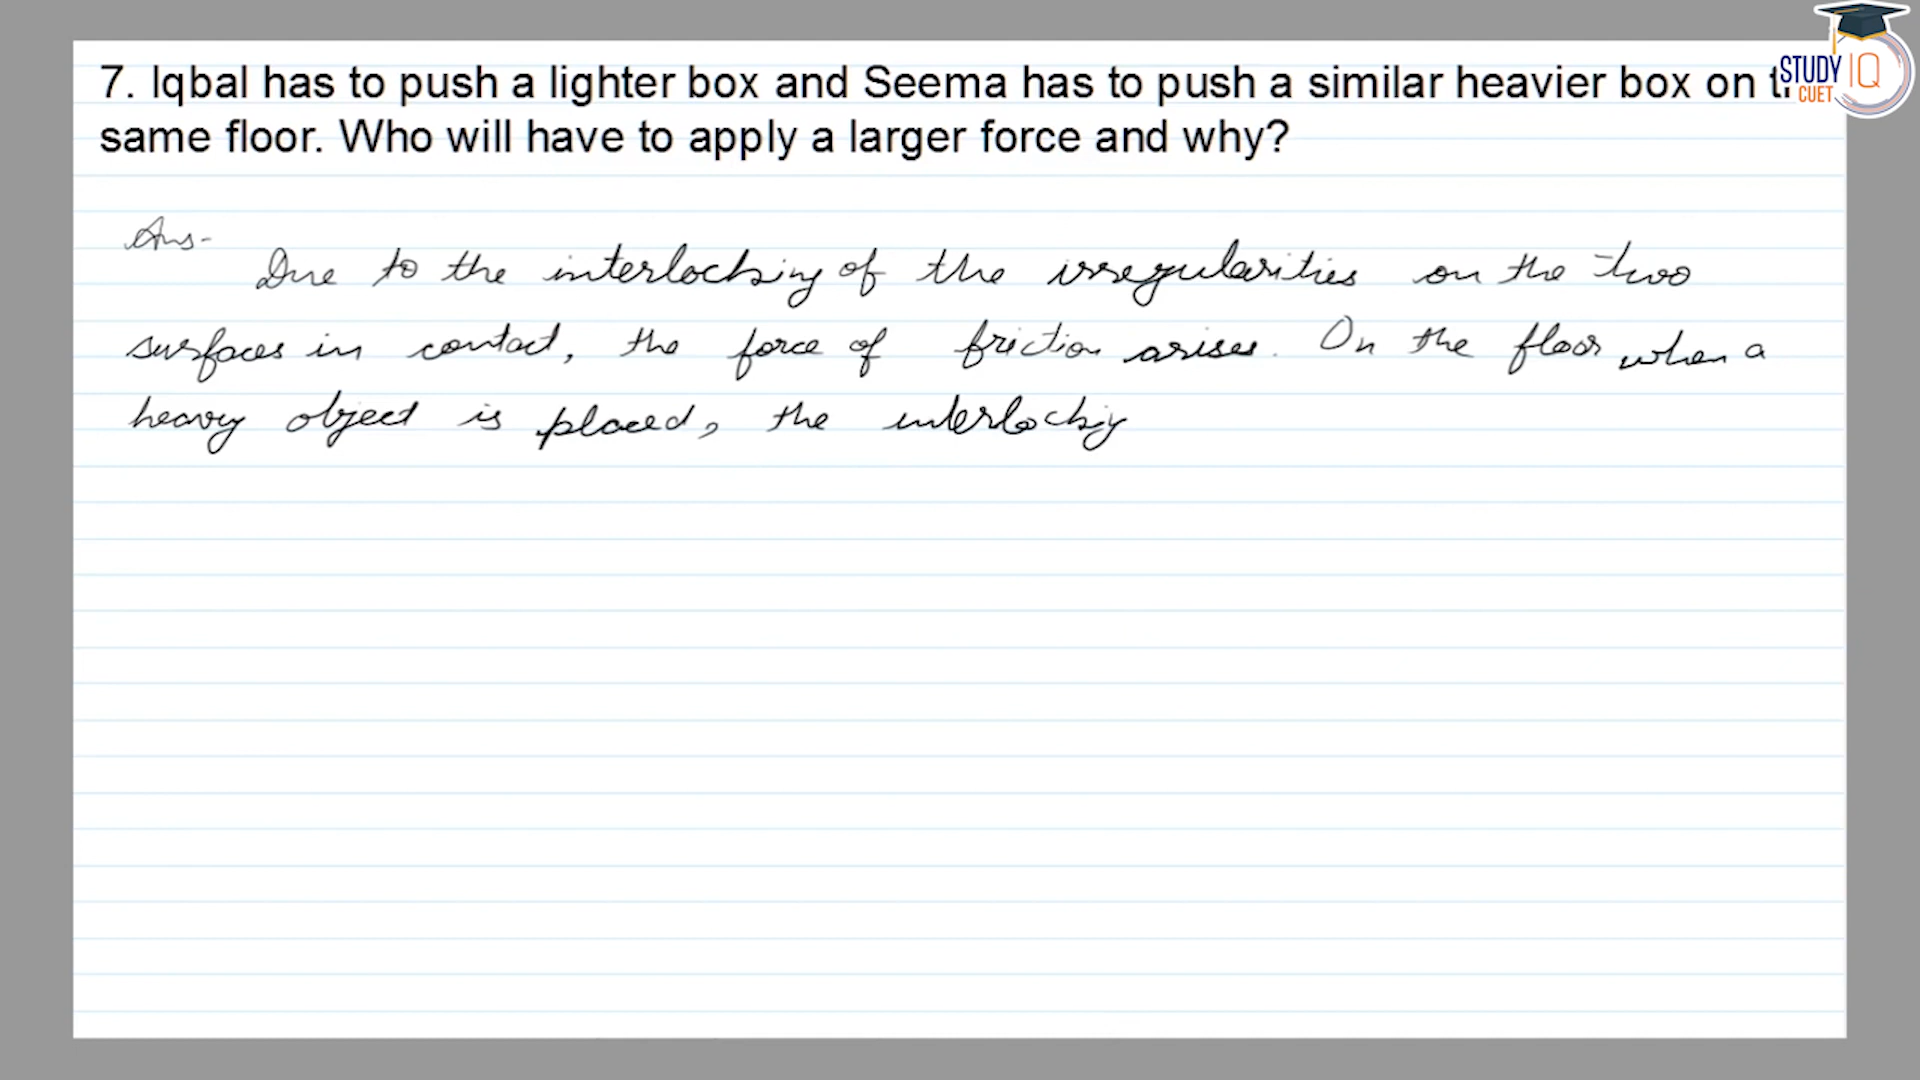 7. Iqbal has to push a lighter box and Seema has to push a similar heavier box on
same floor. Who will have to apply a larger force and why?
STUDY IQ
CUET
Ans-
Due to the interlocking of the irregularities on the two
surfaces in contact, the force of friction arises. On the floor when a
heavy object is placed, the interlocking